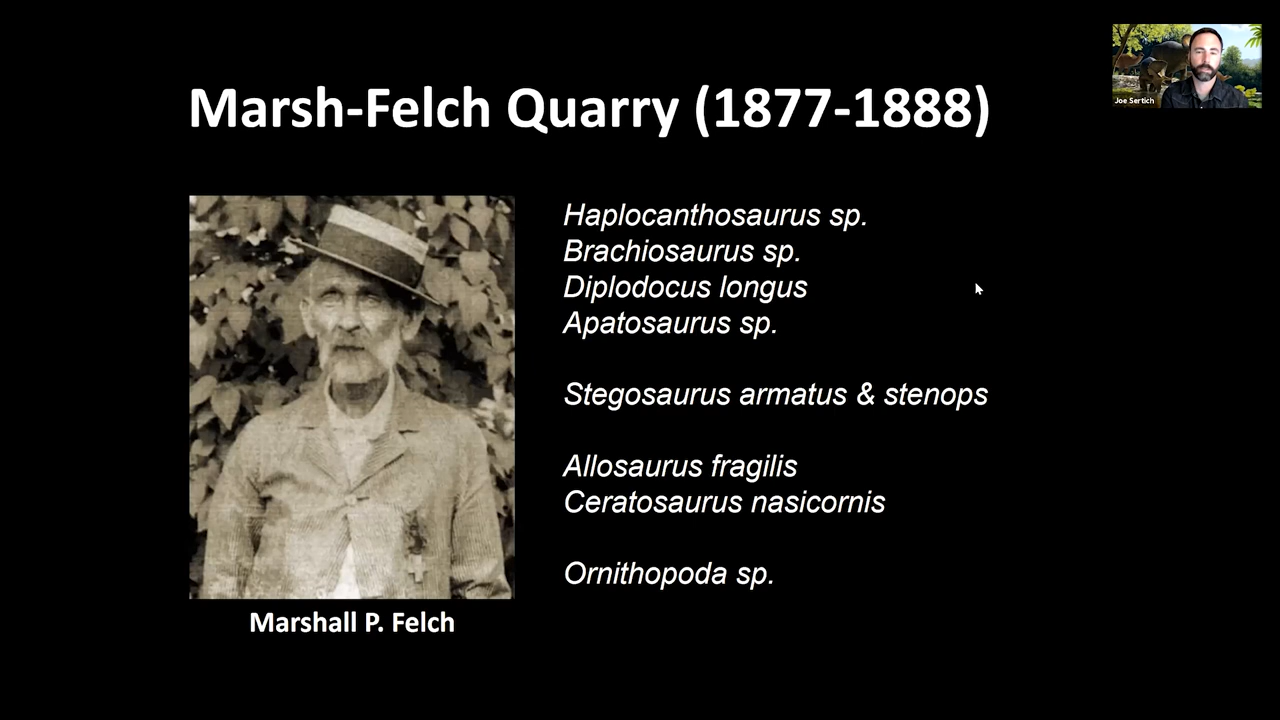 Marsh-Felch Quarry (1877-1888)
Joe Sertich
Haplocanthosaurus sp.
Brachiosaurus sp.
Diplodocus longus
Apatosaurus sp.
Stegosaurus armatus & stenops
Allosaurus fragilis
Ceratosaurus nasicornis
Ornithopoda sp.
Marshall P. Felch